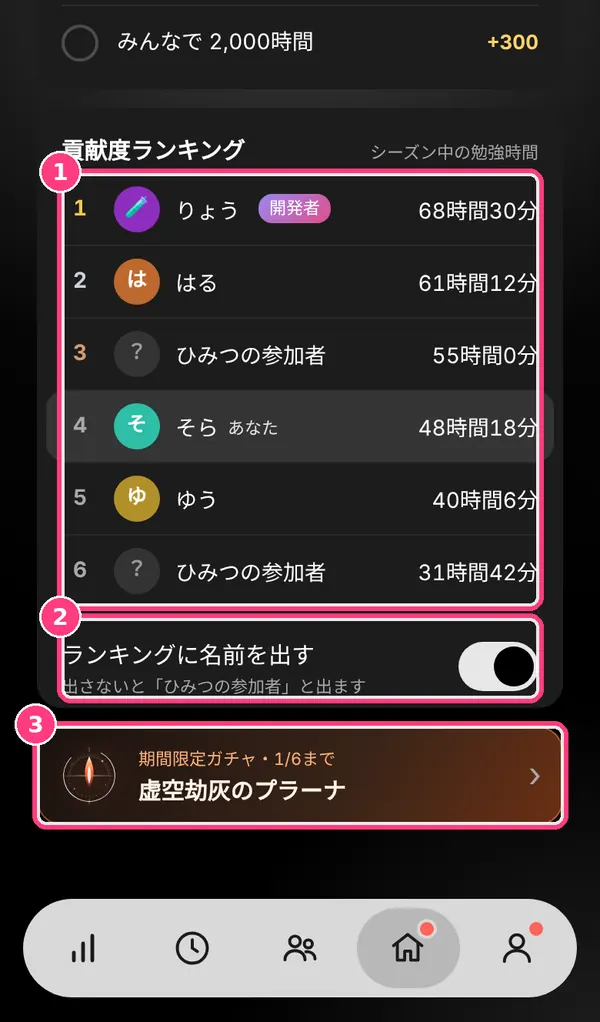 みんなで 2,000時間
+300
貢献度ランキング
シーズン中の勉強時間
1
1
りょう
開発者
68時間30分
2
は
はる
61時間12分
3
?
ひみつの参加者
55時間0分
4
そ
そら あなた
48時間18分
5
ゆ
ゆう
40時間6分
6
?
ひみつの参加者
31時間42分
2
ランキングに名前を出す
出さないと「ひみつの参加者」と出ます
3
期間限定ガチャ・1/6まで
虚空劫灰のプラーナ